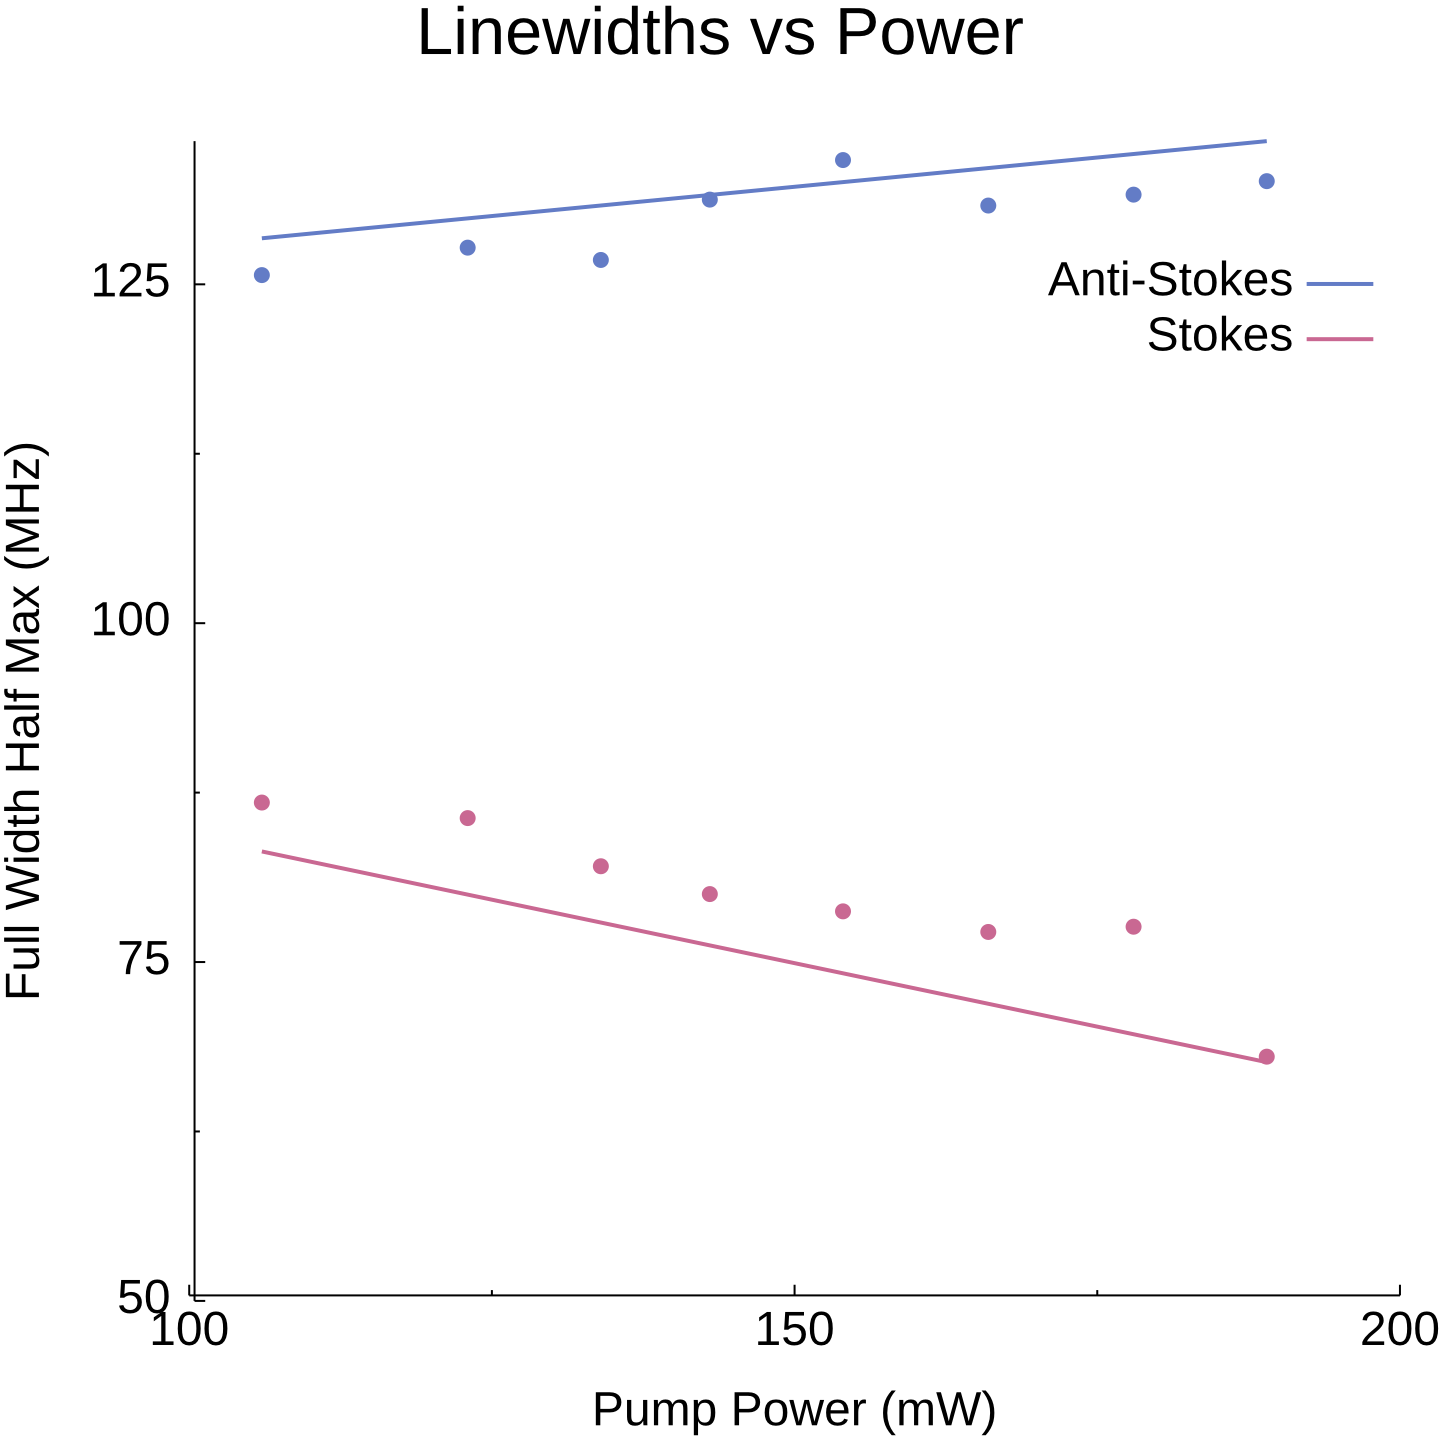 Linewidths vs Power
125
100
75
50
Full Width Half Max (MHz)
Anti-Stokes
Stokes
100 150 200
Pump Power (mW)